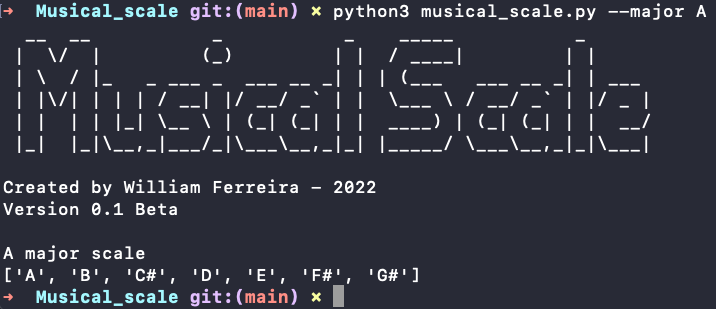 → Musical_scale git:(main) × python3 musical_scale.py --major A
Musical Scale
Created by William Ferreira - 2022
Version 0.1 Beta
A major scale
['A', 'B', 'C#', 'D', 'E', 'F#', 'G#']
→ Musical_scale git:(main) ×